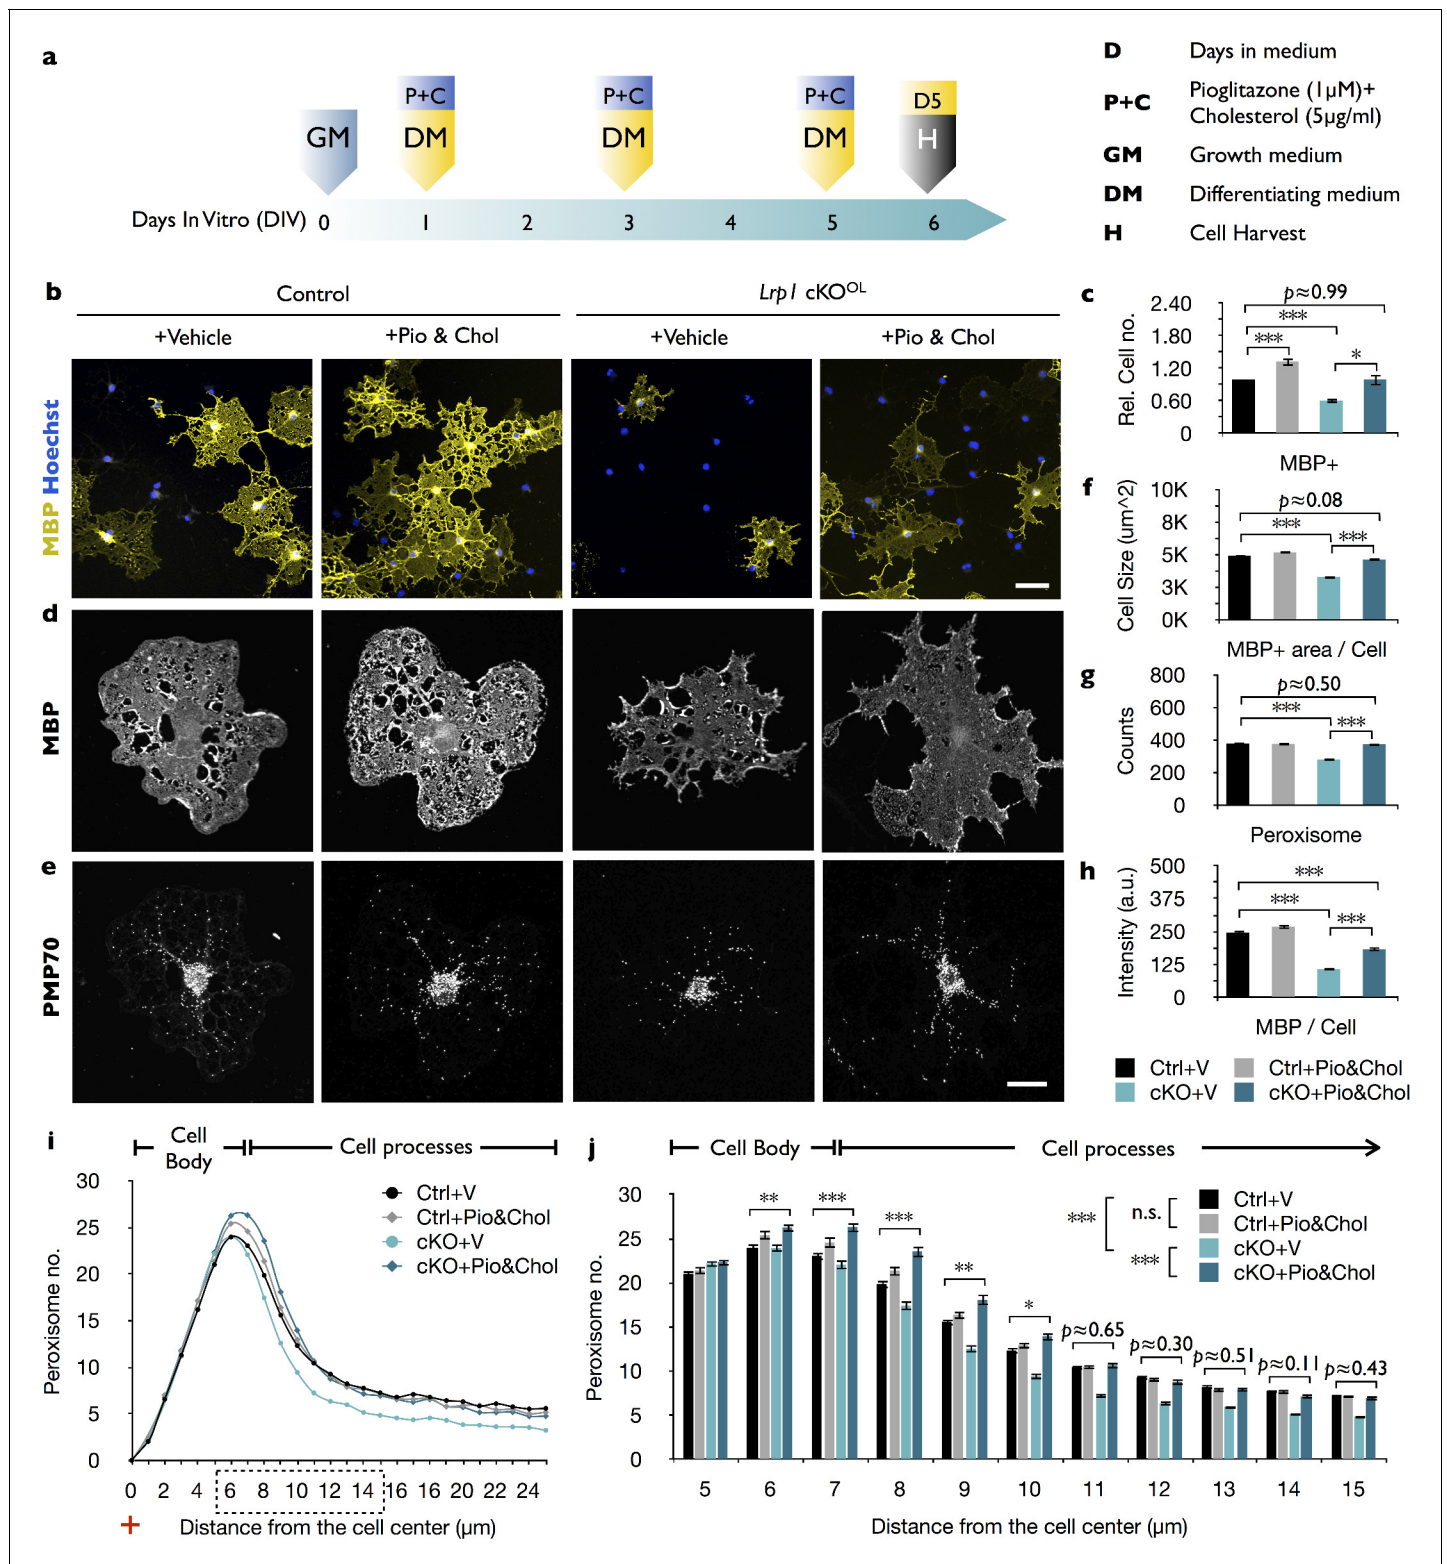 a
P+C P+C P+C D5
GM DM DM DM H
Days In Vitro (DIV) 0 1 2 3 4 5 6
D Days in medium
P+C Pioglitazone (1µM)+
Cholesterol (5µg/ml)
GM Growth medium
DM Differentiating medium
H Cell Harvest
b Control Lrp1 cKO^OL
+Vehicle +Pio & Chol +Vehicle +Pio & Chol
MBP Hoechst
c
p≈0.99
***
***
*
2.40
1.80
1.20
0.60
0
Rel. Cell no.
MBP+
d
MBP
f
p≈0.08
***
***
10K
8K
5K
3K
0K
Cell Size (um^2)
MBP+ area / Cell
g
p≈0.50
***
***
800
600
400
200
0
Counts
Peroxisome
e
PMP70
h
***
***
***
500
375
250
125
0
Intensity (a.u.)
MBP / Cell
Ctrl+V Ctrl+Pio&Chol
cKO+V cKO+Pio&Chol
i Cell
Body
Cell processes
Ctrl+V
Ctrl+Pio&Chol
cKO+V
cKO+Pio&Chol
30
25
20
15
10
5
0
Peroxisome no.
0 2 4 6 8 10 12 14 16 16 20 22 24
+ Distance from the cell center (µm)
j Cell Body Cell processes
Ctrl+V
Ctrl+Pio&Chol
cKO+V
cKO+Pio&Chol
***
n.s.
***
30
25
20
15
10
5
0
Peroxisome no.
** *** *** ** * p≈0.65 p≈0.30 p≈0.51 p≈0.11 p≈0.43
5 6 7 8 9 10 11 12 13 14 15
Distance from the cell center (µm)